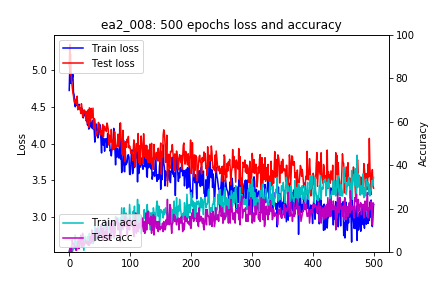 ea2_008: 500 epochs loss and accuracy
Train loss
Test loss
Train acc
Test acc
Loss
5.0
4.5
4.0
3.5
3.0
Accuracy
100
80
60
40
20
0
0
100
200
300
400
500